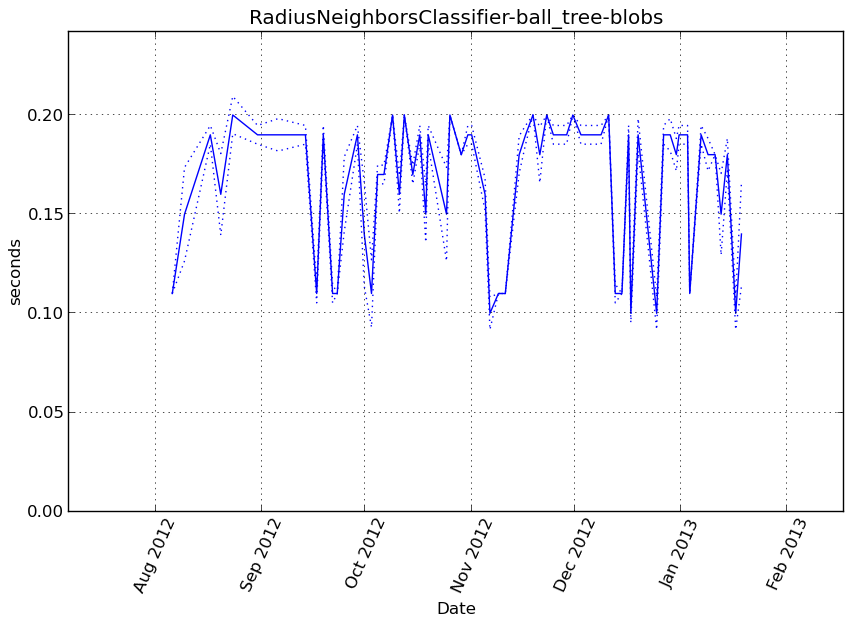 RadiusNeighborsClassifier-ball_tree-blobs
0.20
0.15
seconds
0.10
0.05
0.00
Aug 2012
Sep 2012
Oct 2012
Nov 2012
Dec 2012
Jan 2013
Feb 2013
Date